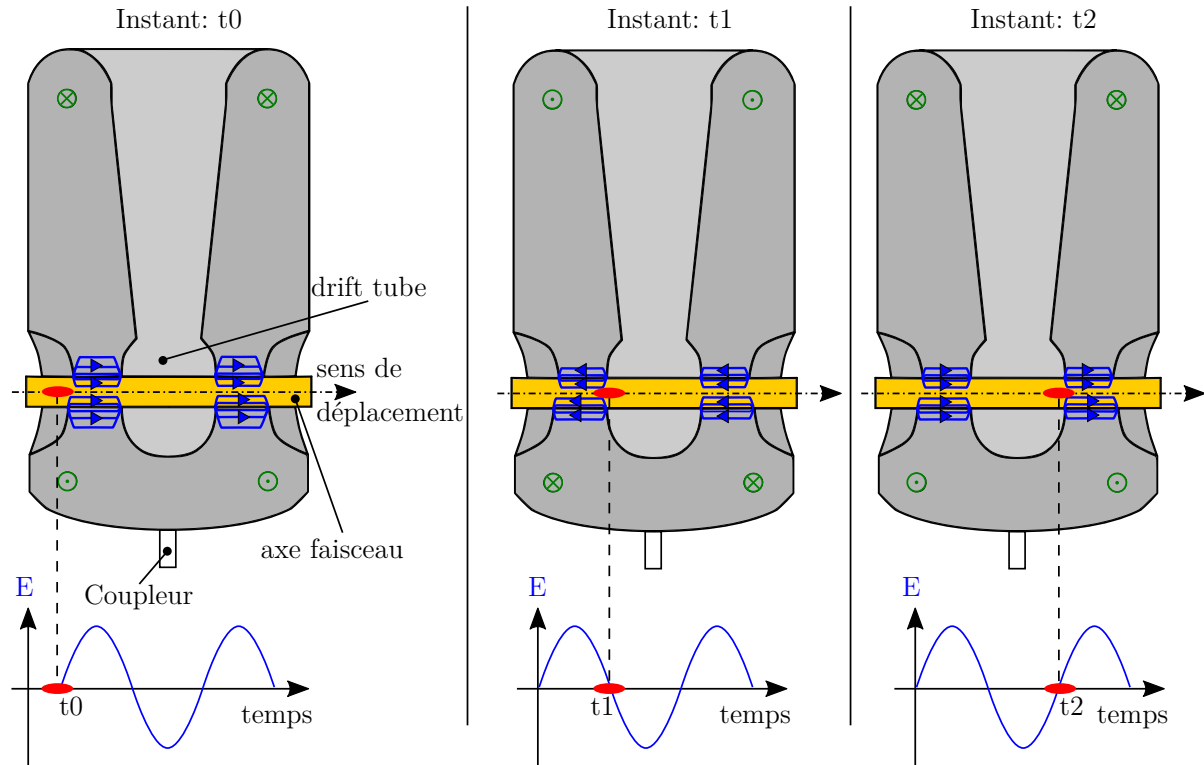 Instant: t0
Instant: t1
Instant: t2
drift tube
sens de
déplacement
axe faisceau
Coupleur
E
t0
temps
E
t1
temps
E
t2
temps